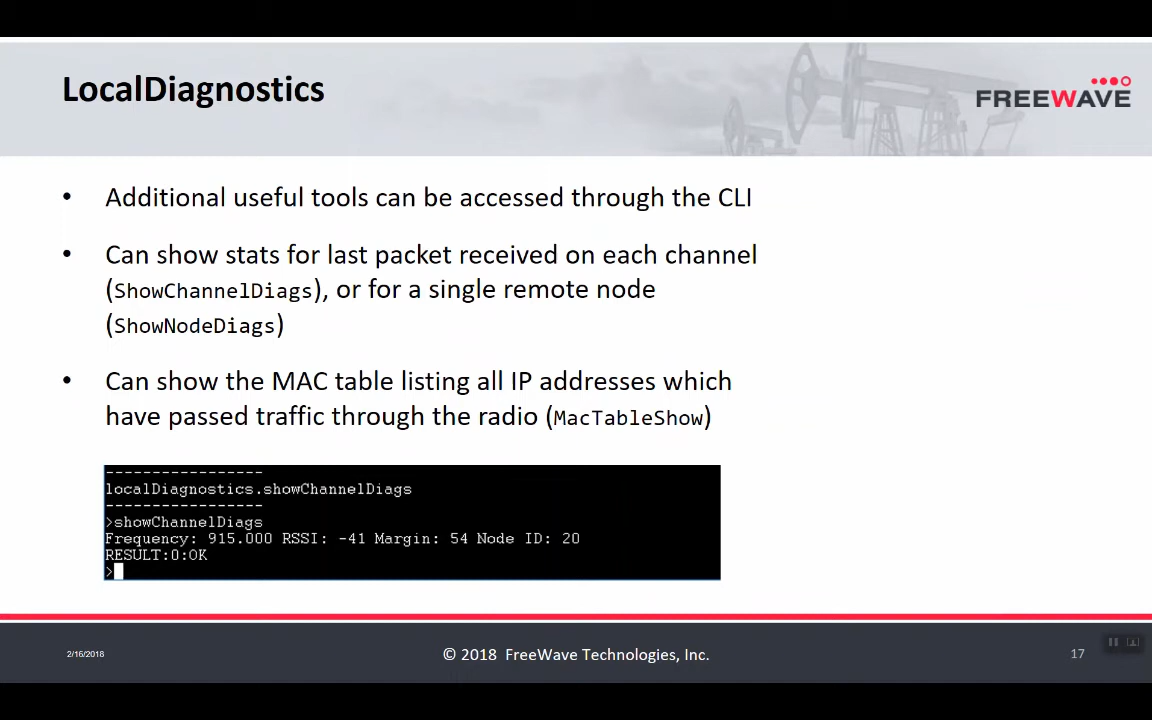 LocalDiagnostics
FREEWAVE
• Additional useful tools can be accessed through the CLI
• Can show stats for last packet received on each channel
(ShowChannelDiags), or for a single remote node
(ShowNodeDiags)
• Can show the MAC table listing all IP addresses which
have passed traffic through the radio (MacTableShow)
-----------------
localDiagnostics.showChannelDiags
-----------------
>showChannelDiags
Frequency: 915.000 RSSI: -41 Margin: 54 Node ID: 20
RESULT:0:OK
>
2/16/2018
© 2018 FreeWave Technologies, Inc.
17